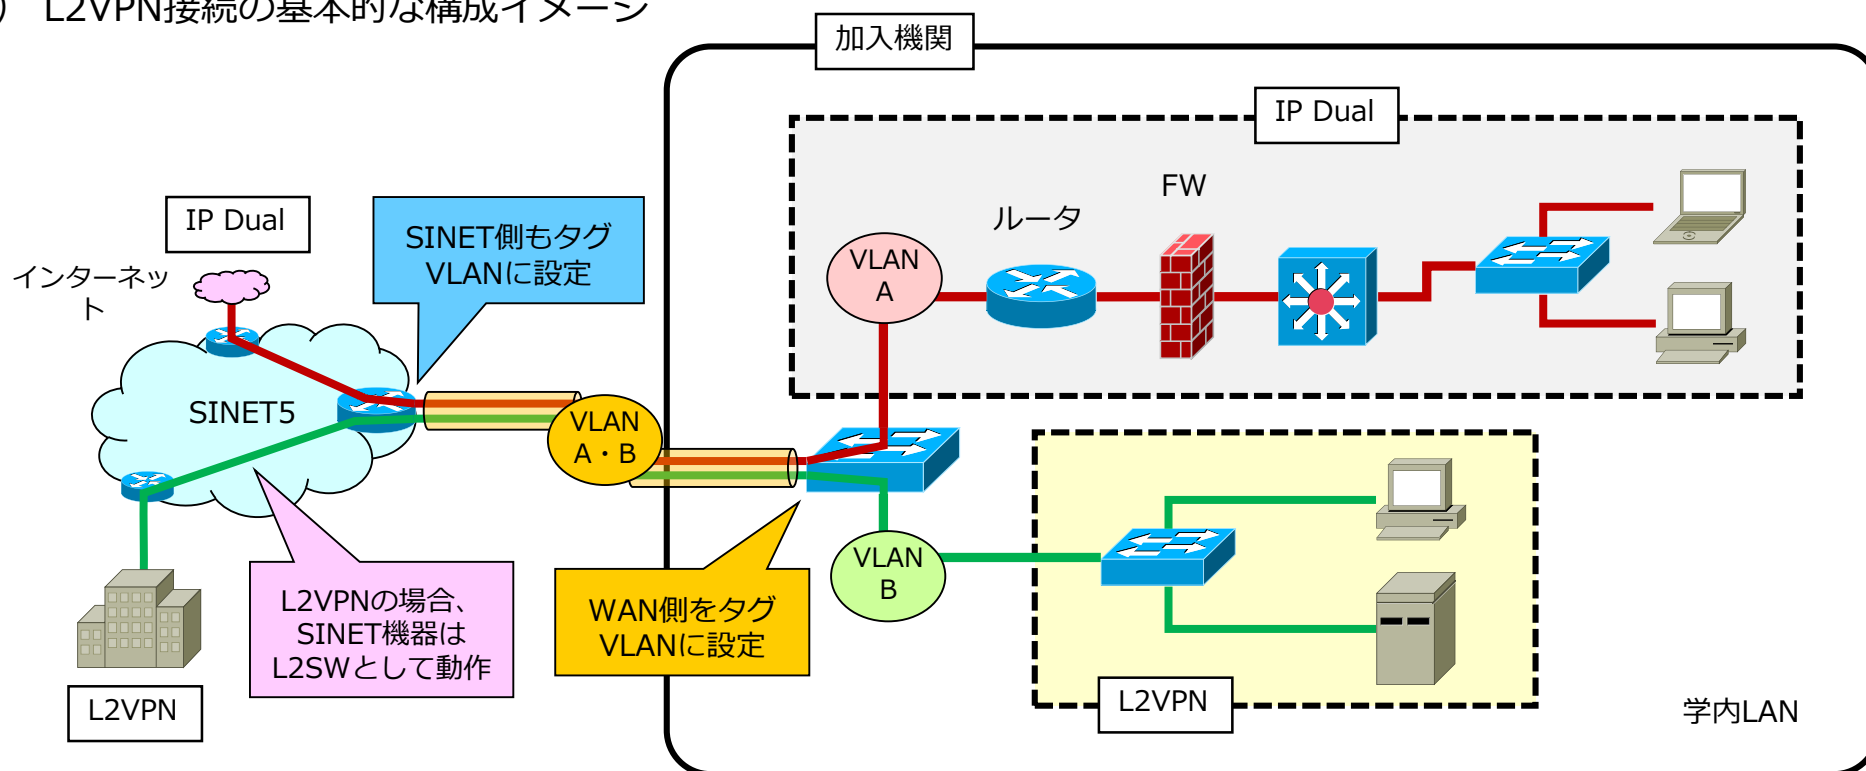 ） L2VPN接続の基本的な構成イメージ
加入機関
IP Dual
FW
ルータ
VLAN
A
IP Dual
インターネッ
ト
SINET側もタグ
VLANに設定
SINET5
VLAN
A・B
VLAN
B
L2VPNの場合、
SINET機器は
L2SWとして動作
WAN側をタグ
VLANに設定
L2VPN
L2VPN
学内LAN